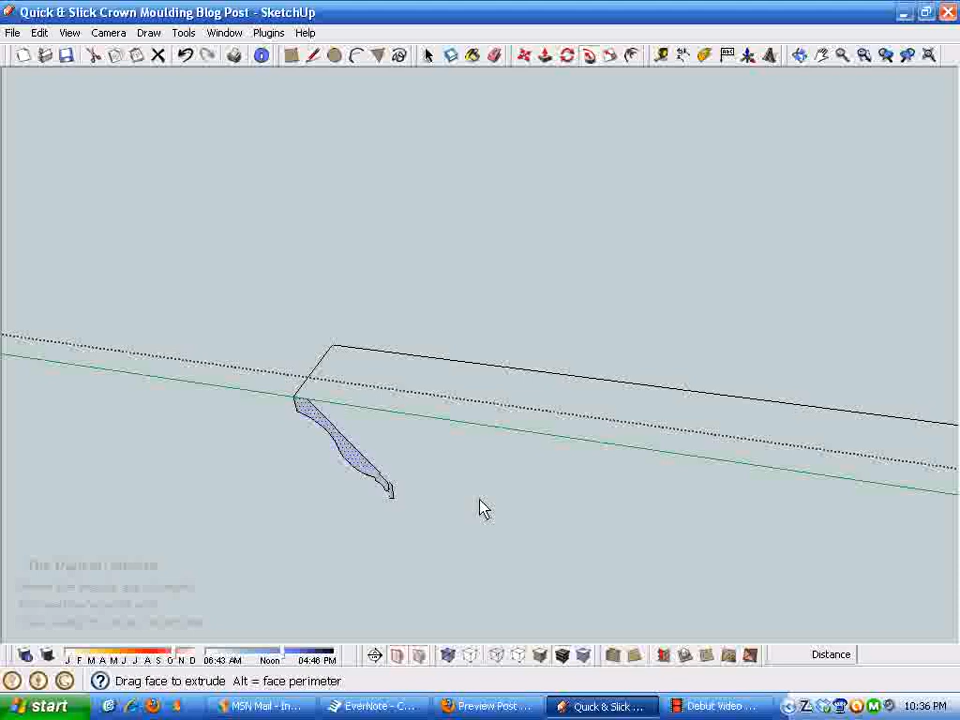 Quick & Slick Crown Moulding Blog Post - SketchUp
File Edit View Camera Draw Tools Window Plugins Help
J F M A M J J A S O N D 06:43 AM Noon 04:46 PM Distance
Drag face to extrude Alt = face perimeter
start MSN Mail - In... EverNote - C... Preview Post ... Quick & Slick ... Debut Video ... 10:36 PM